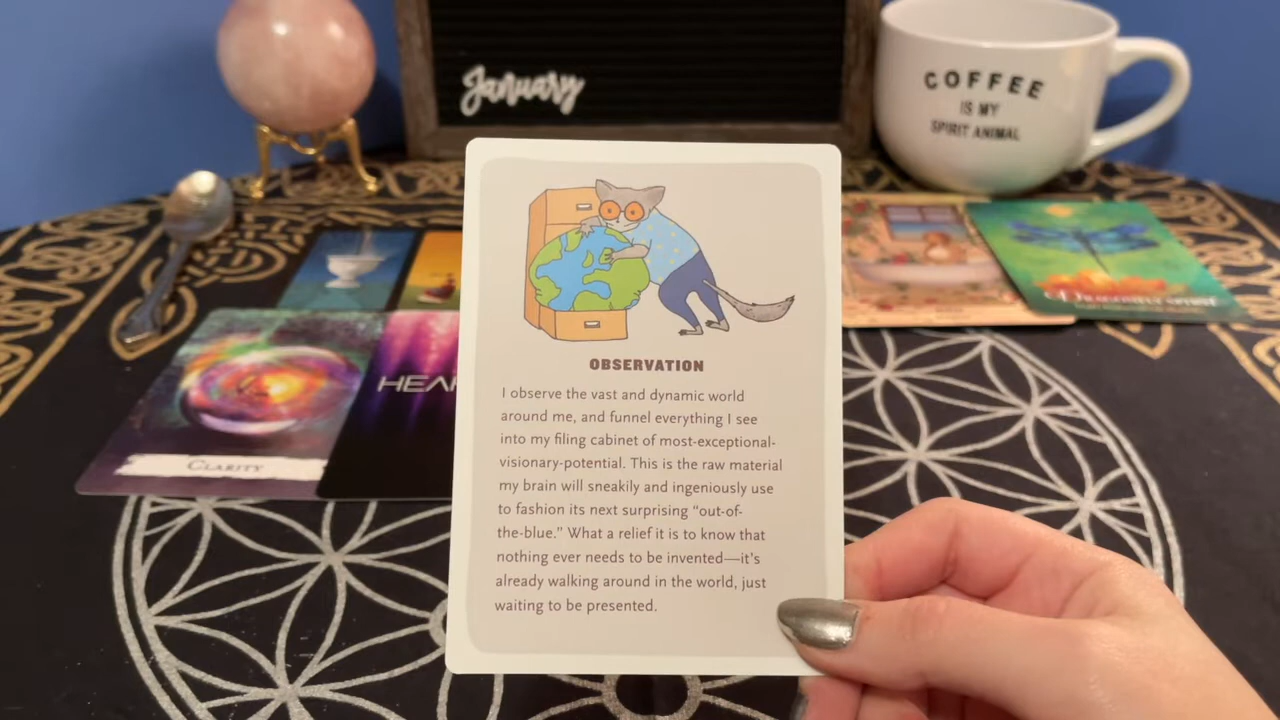 January
COFFEE
IS MY
SPIRIT ANIMAL
DRAGONFLY SPIRIT
CLARITY
OBSERVATION
I observe the vast and dynamic world
around me, and funnel everything I see
into my filing cabinet of most-exceptional-
visionary-potential. This is the raw material
my brain will sneakily and ingeniously use
to fashion its next surprising “out-of-
the-blue.” What a relief it is to know that
nothing ever needs to be invented—it’s
already walking around in the world, just
waiting to be presented.